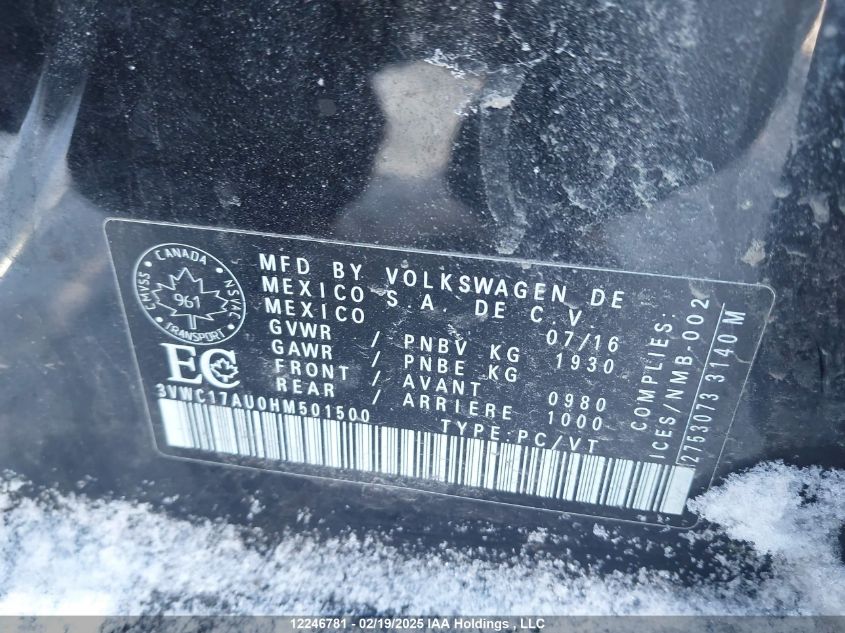 CANADA
CMVSS NSVAC
961
TRANSPORT
EC
MFD BY VOLKSWAGEN DE
MEXICO S.A. DE C.V.
MEXICO 07/16
GVWR / PNBV KG 1930
GAWR / PNBE KG
FRONT / AVANT 0980
REAR / ARRIERE 1000
3VWC17AU0HM501500 TYPE:PC/VT
COMPLIES:
ICES/NMB.002
2753073 3140 M
12246781 - 02/19/2025 IAA Holdings , LLC